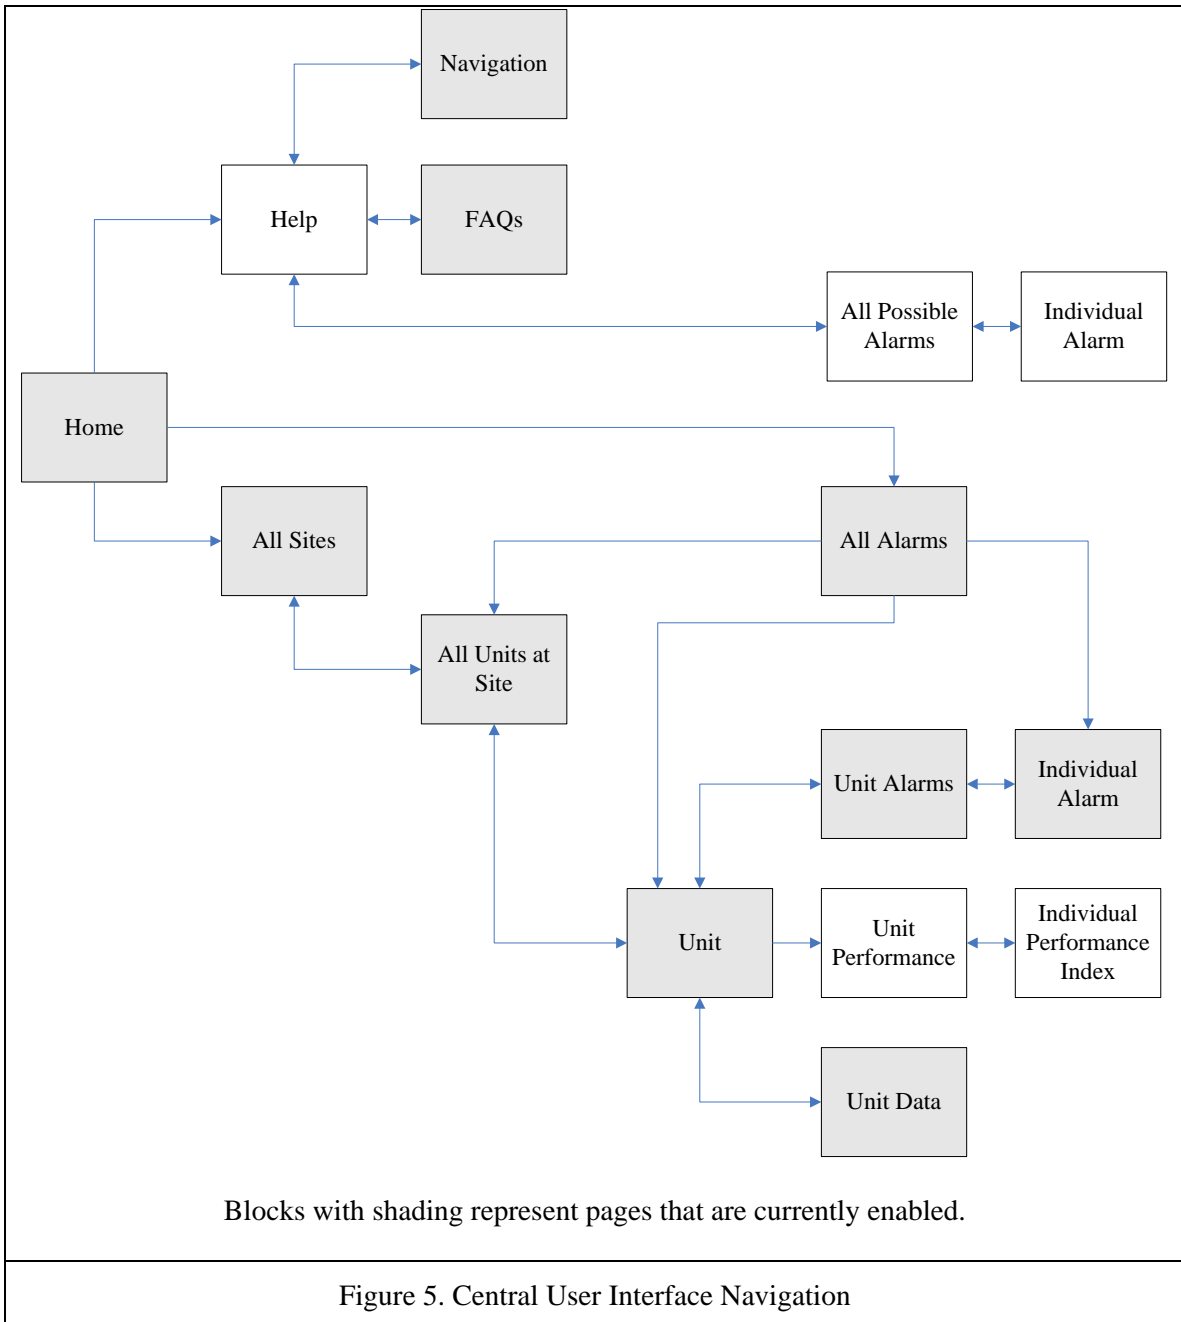 Navigation
Help
FAQs
All Possible
Alarms
Individual
Alarm
Home
All Sites
All Alarms
All Units at
Site
Unit Alarms
Individual
Alarm
Unit
Unit
Performance
Individual
Performance
Index
Unit Data
Blocks with shading represent pages that are currently enabled.
Figure 5. Central User Interface Navigation